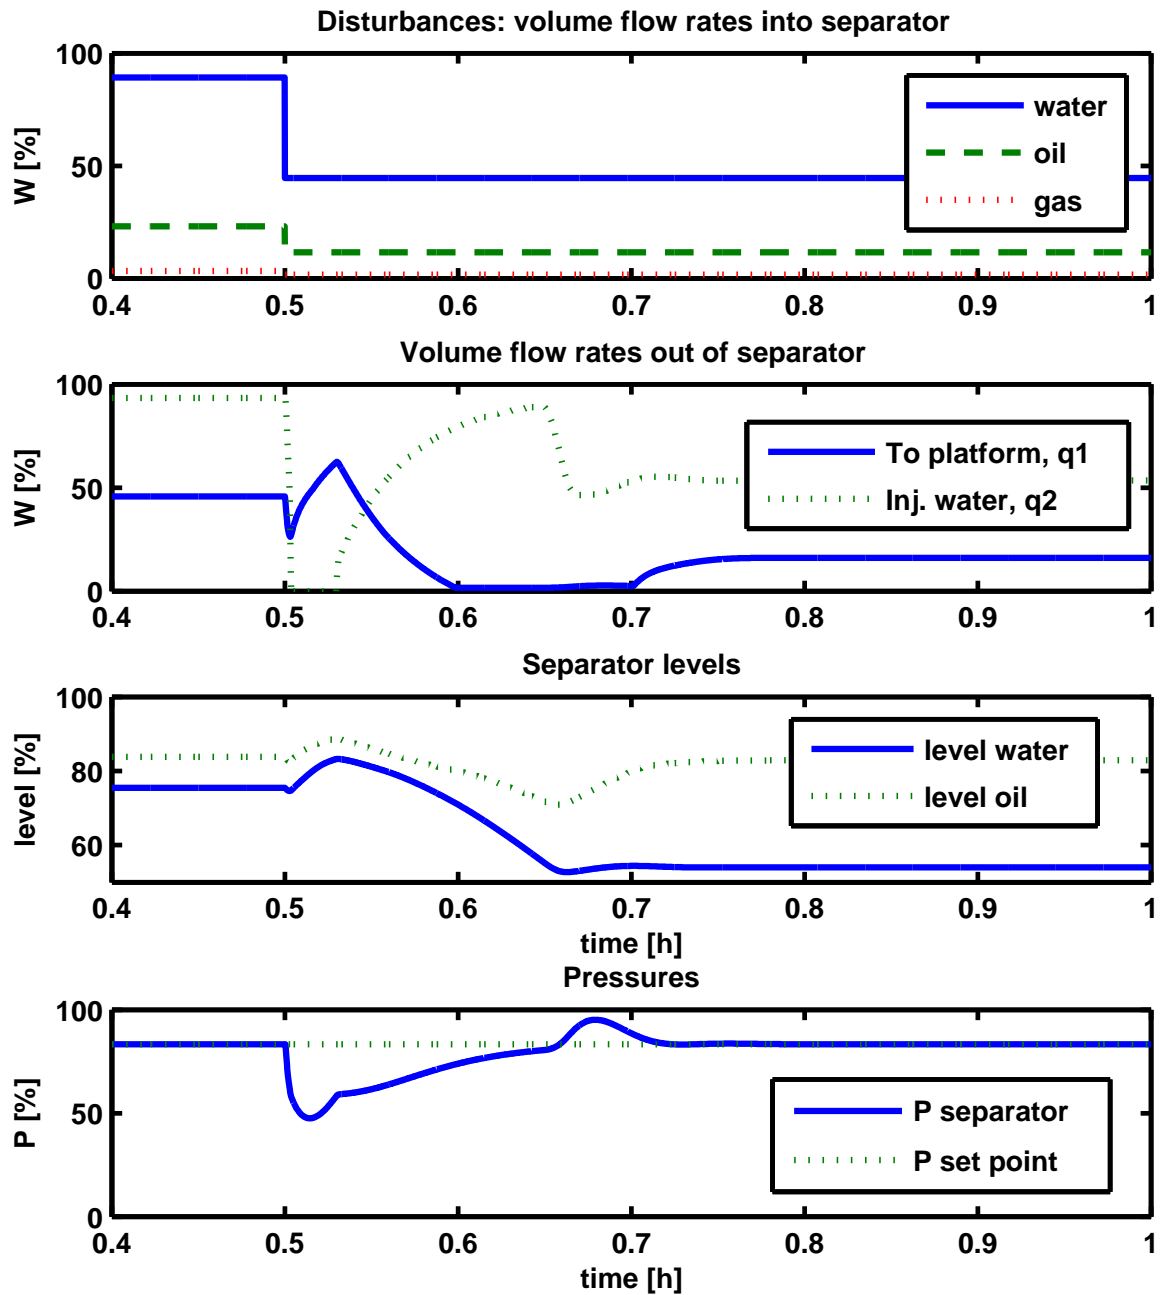 Disturbances: volume flow rates into separator
100
50
0
W [%]
water
oil
gas
0.4 0.5 0.6 0.7 0.8 0.9 1
Volume flow rates out of separator
100
50
0
W [%]
To platform, q1
Inj. water, q2
0.4 0.5 0.6 0.7 0.8 0.9 1
Separator levels
100
80
60
level [%]
level water
level oil
0.4 0.5 0.6 0.7 0.8 0.9 1
time [h]
Pressures
100
50
0
P [%]
P separator
P set point
0.4 0.5 0.6 0.7 0.8 0.9 1
time [h]